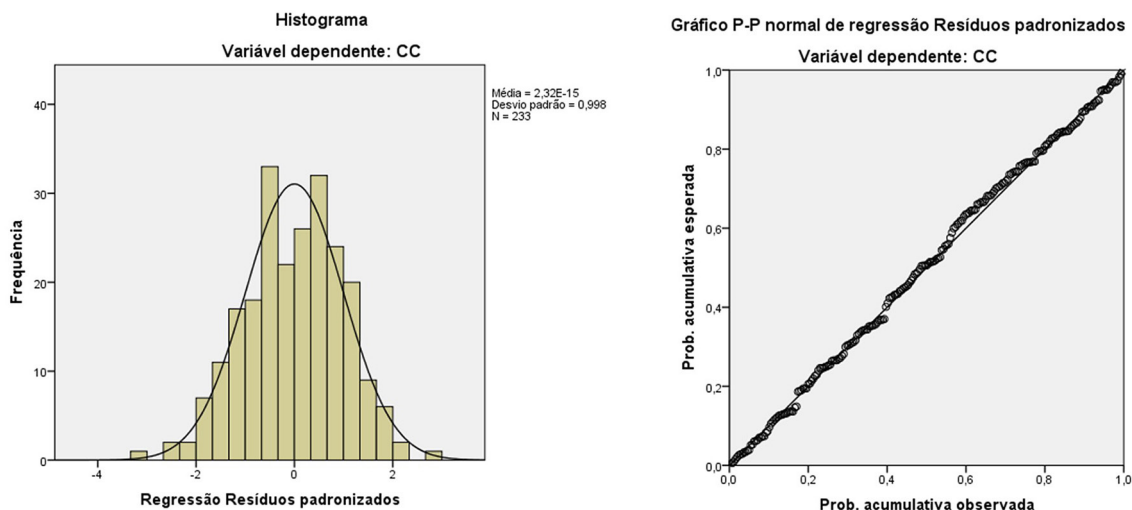 Histograma
Variável dependente: CC
Média = 2,32E-15
Desvio padrão = 0,998
N = 233
Frequência
40
30
20
10
0
-4
-2
0
2
Regressão Resíduos padronizados
Gráfico P-P normal de regressão Resíduos padronizados
Variável dependente: CC
Prob. acumulativa esperada
1,0
0,8
0,6
0,4
0,2
0,0
0,0
0,2
0,4
0,6
0,8
1,0
Prob. acumulativa observada